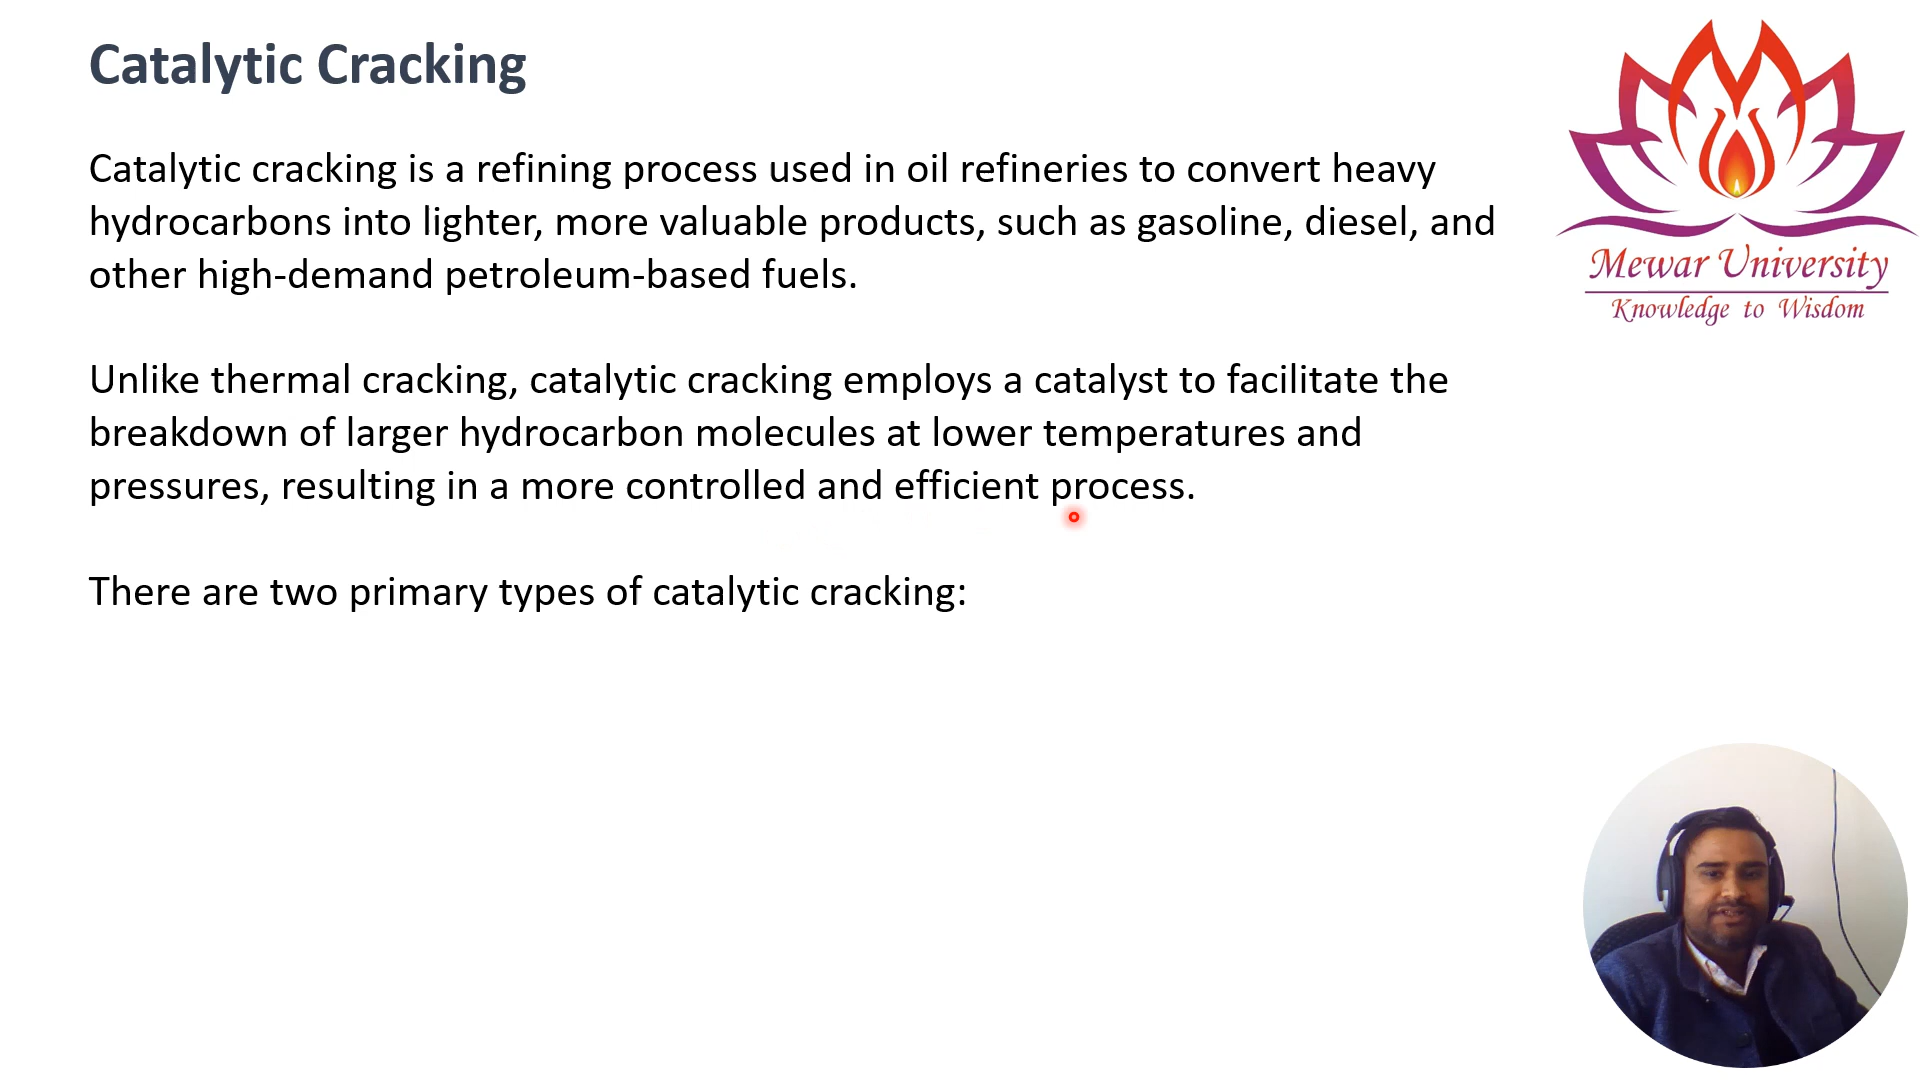 Catalytic Cracking
Catalytic cracking is a refining process used in oil refineries to convert heavy
hydrocarbons into lighter, more valuable products, such as gasoline, diesel, and
other high-demand petroleum-based fuels.
Unlike thermal cracking, catalytic cracking employs a catalyst to facilitate the
breakdown of larger hydrocarbon molecules at lower temperatures and
pressures, resulting in a more controlled and efficient process.
There are two primary types of catalytic cracking:
Mewar University
Knowledge to Wisdom